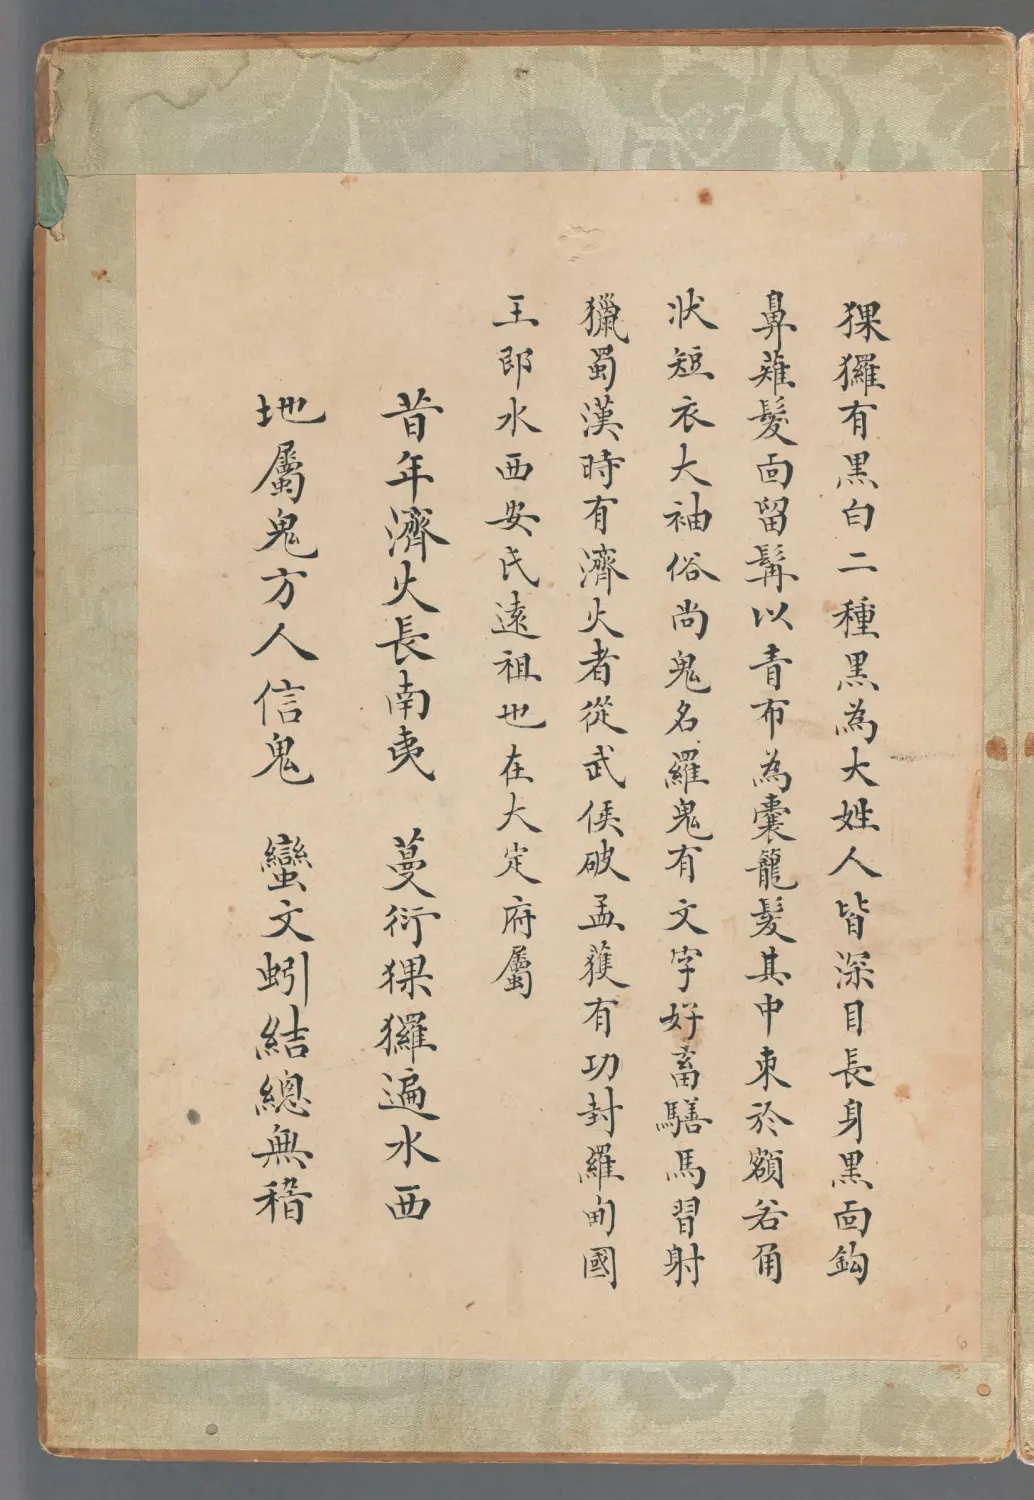 猓玀有黑白二種黑為大姓人皆深目長身黑面鈎
鼻薙髮面留髯以青布為囊籠髮其中束於額若角
狀短衣大袖俗尚鬼名羅鬼有文字好畜驣馬習射
獵蜀漢時有濟火者從武侯破孟獲有功封羅甸國
王即水西安氏遠祖也在大定府屬
昔年濟火長南夷 蔓衍猓玀遍水西
地屬鬼方人信鬼 蠻文蚓結總無稽
6